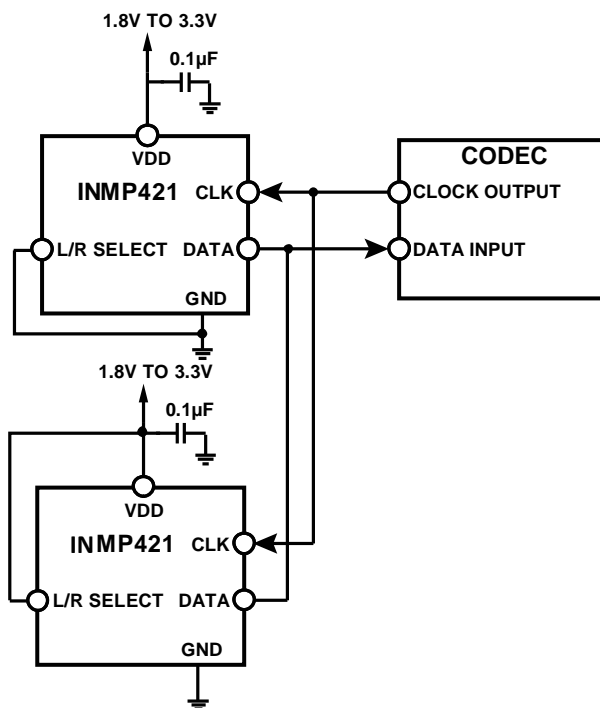 1.8V TO 3.3V
0.1µF
VDD
INMP421
CLK
L/R SELECT
DATA
GND
CODEC
CLOCK OUTPUT
DATA INPUT
1.8V TO 3.3V
0.1µF
VDD
INMP421
CLK
L/R SELECT
DATA
GND